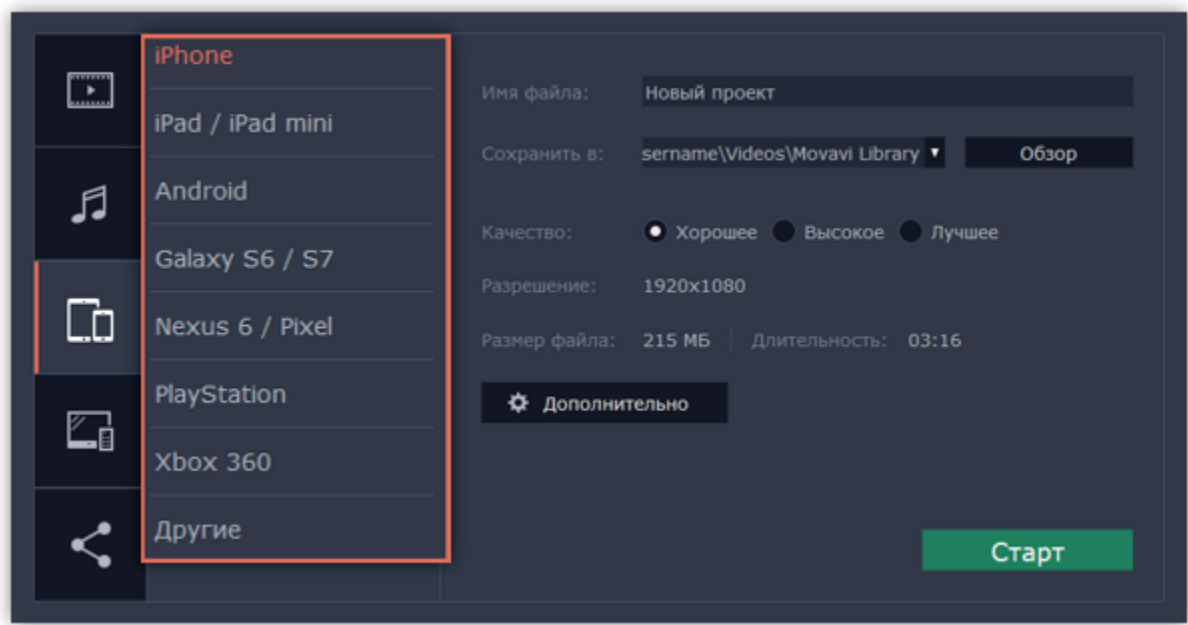 iPhone
iPad / iPad mini
Android
Galaxy S6 / S7
Nexus 6 / Pixel
PlayStation
Xbox 360
Другие
Имя файла: Новый проект
Сохранить в: sername\Videos\Movavi Library Обзор
Качество: Хорошее Высокое Лучшее
Разрешение: 1920x1080
Размер файла: 215 МБ Длительность: 03:16
Дополнительно
Старт